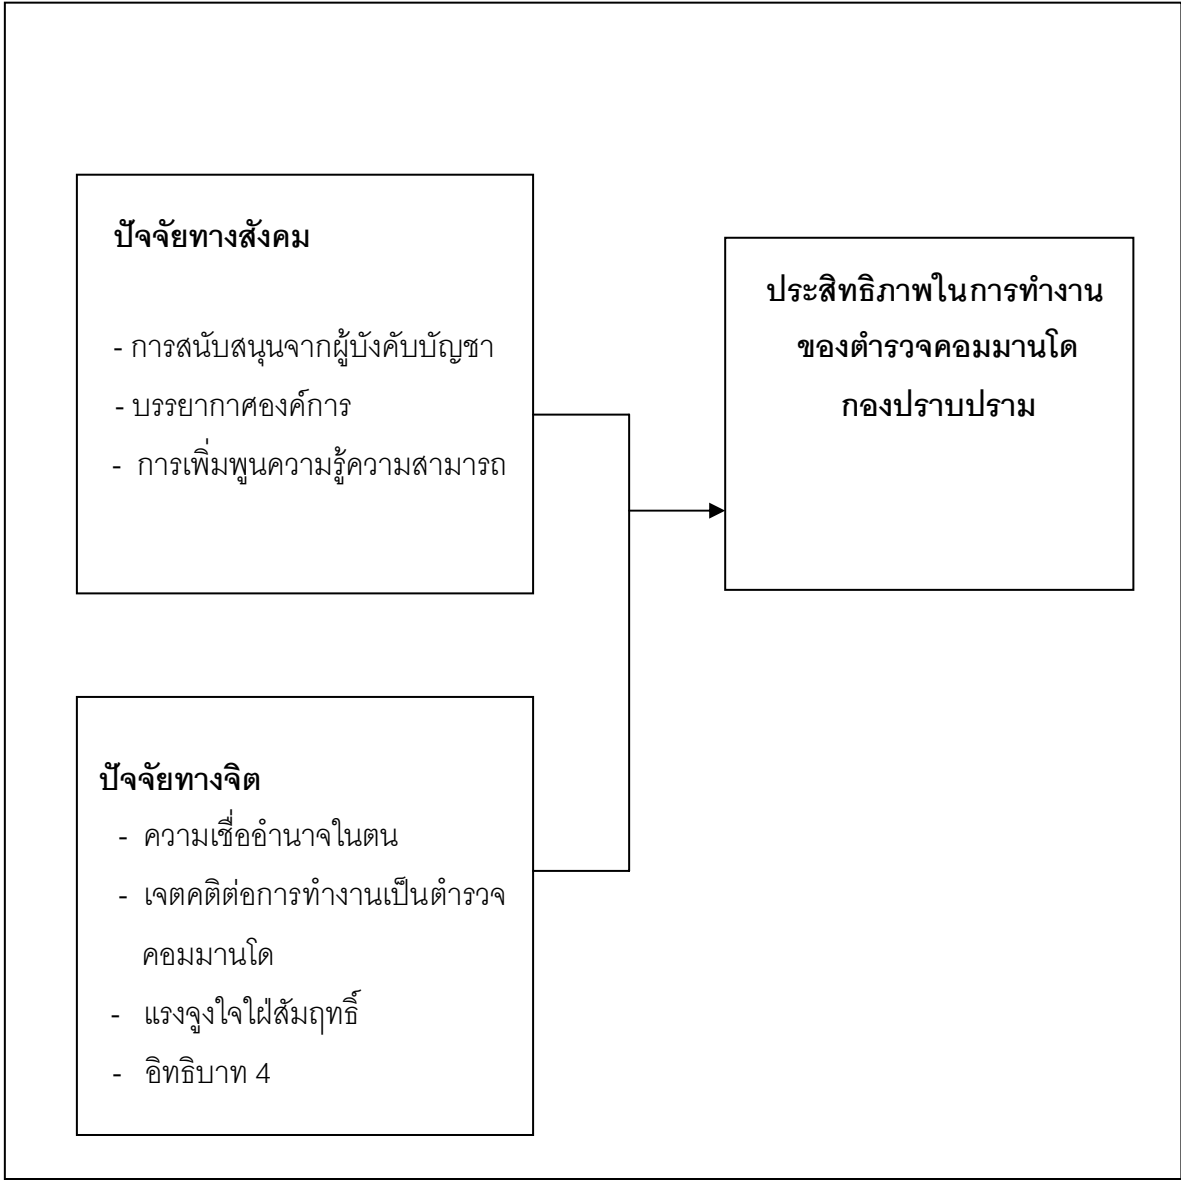 ปัจจัยทางสังคม
- การสนับสนุนจากผู้บังคับบัญชา
- บรรยากาศองค์การ
- การเพิ่มพูนความรู้ความสามารถ
ประสิทธิภาพในการทำงาน
ของตำรวจคอมมานโด
กองปราบปราม
ปัจจัยทางจิต
- ความเชื่ออำนาจในตน
- เจตคติต่อการทำงานเป็นตำรวจ
คอมมานโด
- แรงจูงใจใฝ่สัมฤทธิ์
- อิทธิบาท 4